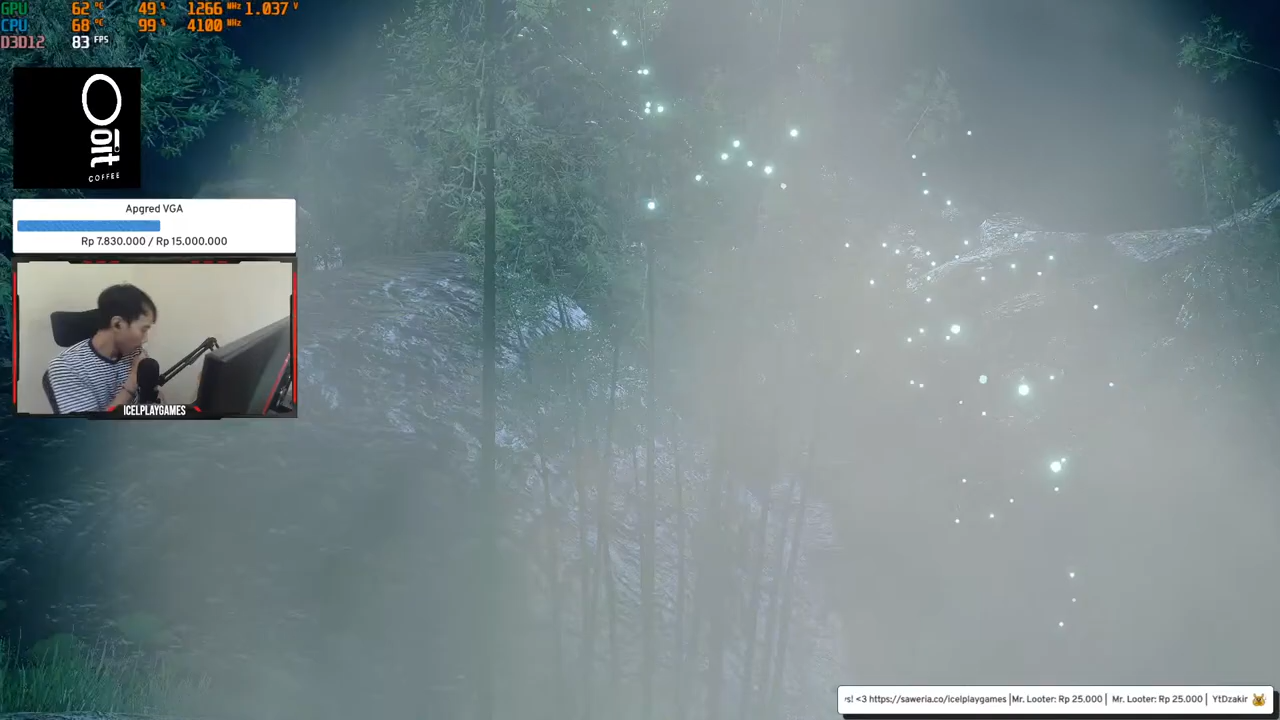 GPU 62 °C 49 % 1266 MHz 1.037 V
CPU 68 °C 99 % 4100 MHz
D3D12 83 FPS
COFFEE
Apgred VGA
Rp 7.830.000 / Rp 15.000.000
ICELPLAYGAMES
s! <3 https://saweria.co/icelplaygames | Mr. Looter: Rp 25,000 | Mr. Looter: Rp 25.000 | YtDzakir